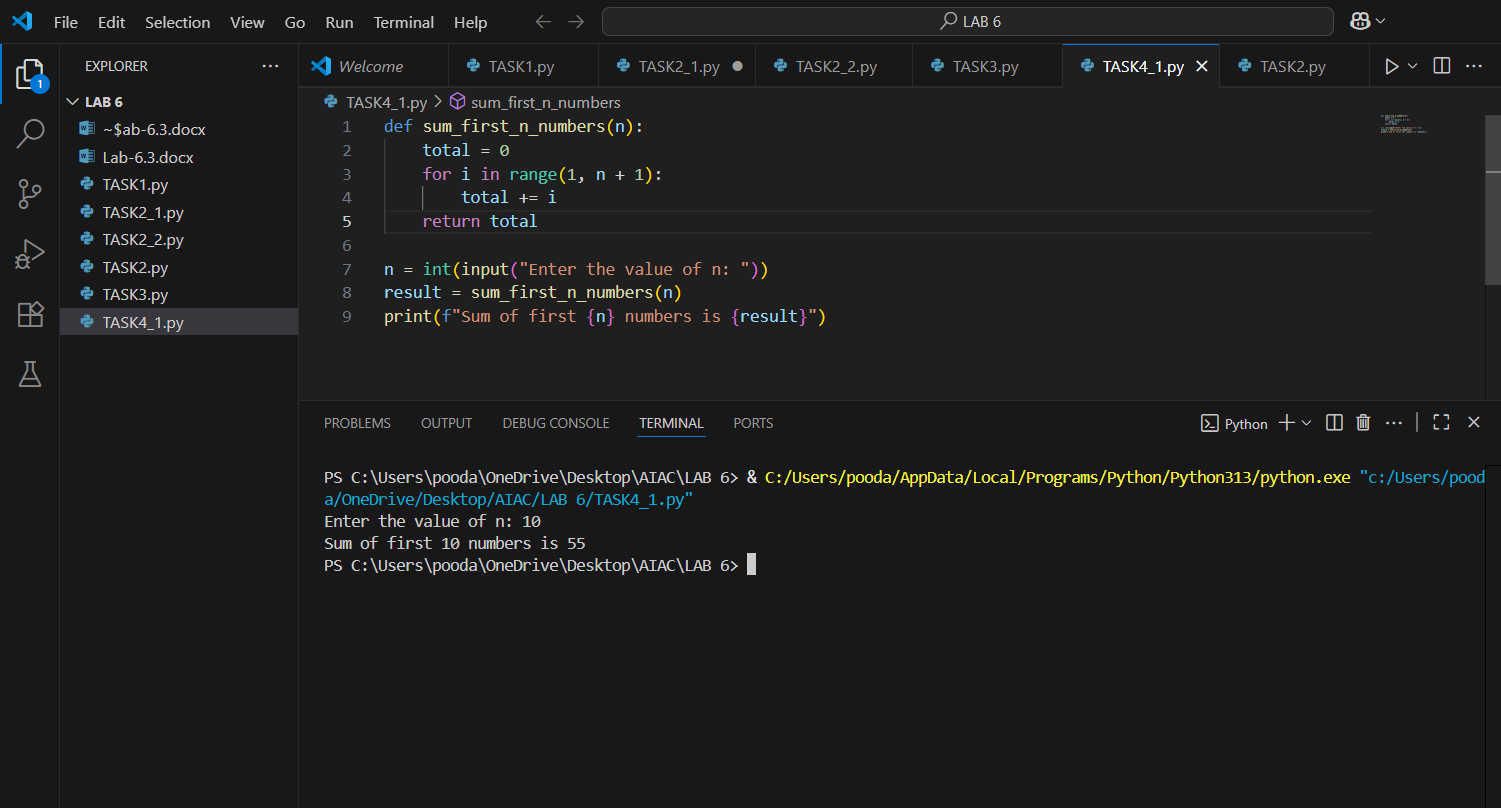 File Edit Selection View Go Run Terminal Help
LAB 6
1
EXPLORER
LAB 6
~$ab-6.3.docx
Lab-6.3.docx
TASK1.py
TASK2_1.py
TASK2_2.py
TASK2.py
TASK3.py
TASK4_1.py
Welcome TASK1.py TASK2_1.py TASK2_2.py TASK3.py TASK4_1.py TASK2.py
TASK4_1.py > sum_first_n_numbers
1 def sum_first_n_numbers(n):
2     total = 0
3     for i in range(1, n + 1):
4         total += i
5     return total
6
7 n = int(input("Enter the value of n: "))
8 result = sum_first_n_numbers(n)
9 print(f"Sum of first {n} numbers is {result}")
PROBLEMS OUTPUT DEBUG CONSOLE TERMINAL PORTS
Python
PS C:\Users\pooda\OneDrive\Desktop\AIAC\LAB 6> & C:/Users/pooda/AppData/Local/Programs/Python/Python313/python.exe "c:/Users/pood
a/OneDrive/Desktop/AIAC/LAB 6/TASK4_1.py"
Enter the value of n: 10
Sum of first 10 numbers is 55
PS C:\Users\pooda\OneDrive\Desktop\AIAC\LAB 6>